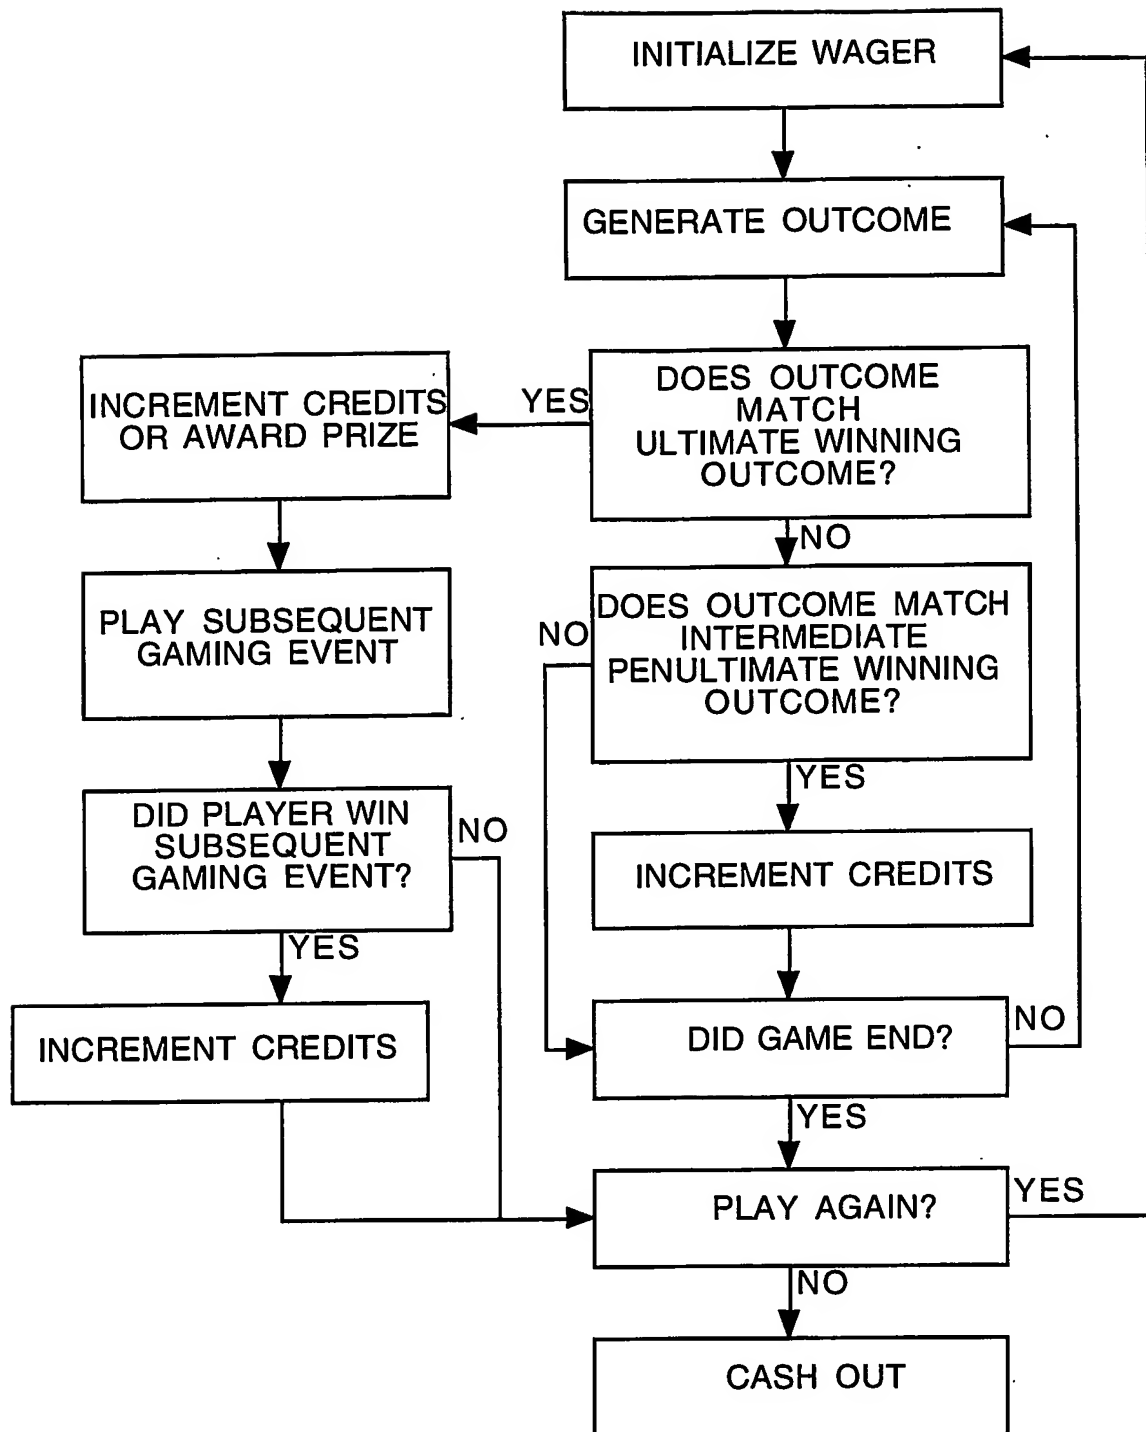 INITIALIZE WAGER
GENERATE OUTCOME
DOES OUTCOME
MATCH
ULTIMATE WINNING
OUTCOME?
YES
INCREMENT CREDITS
OR AWARD PRIZE
NO
PLAY SUBSEQUENT
GAMING EVENT
NO
DOES OUTCOME MATCH
INTERMEDIATE
PENULTIMATE WINNING
OUTCOME?
YES
DID PLAYER WIN
SUBSEQUENT
GAMING EVENT?
NO
YES
INCREMENT CREDITS
INCREMENT CREDITS
DID GAME END?
NO
YES
PLAY AGAIN?
YES
NO
CASH OUT